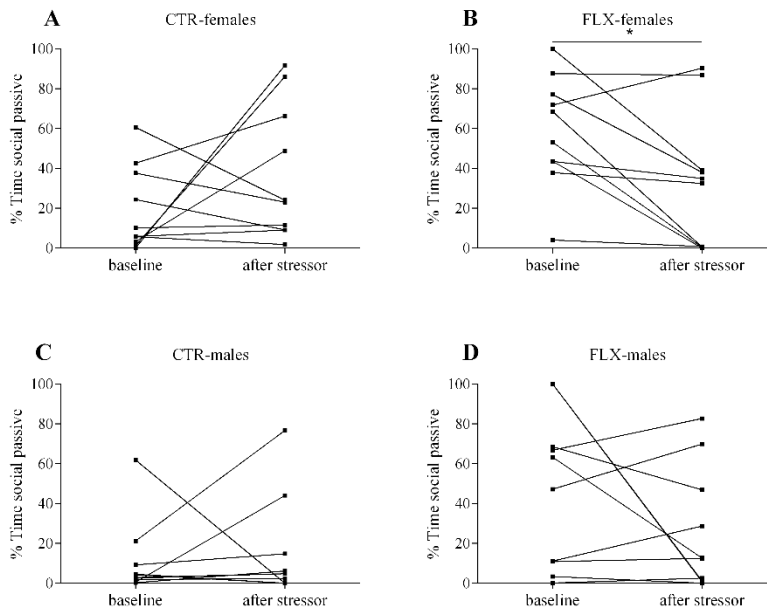 A
CTR-females
% Time social passive
100
80
60
40
20
0
baseline
after stressor
B
FLX-females
*
% Time social passive
100
80
60
40
20
0
baseline
after stressor
C
CTR-males
% Time social passive
100
80
60
40
20
0
baseline
after stressor
D
FLX-males
% Time social passive
100
80
60
40
20
0
baseline
after stressor